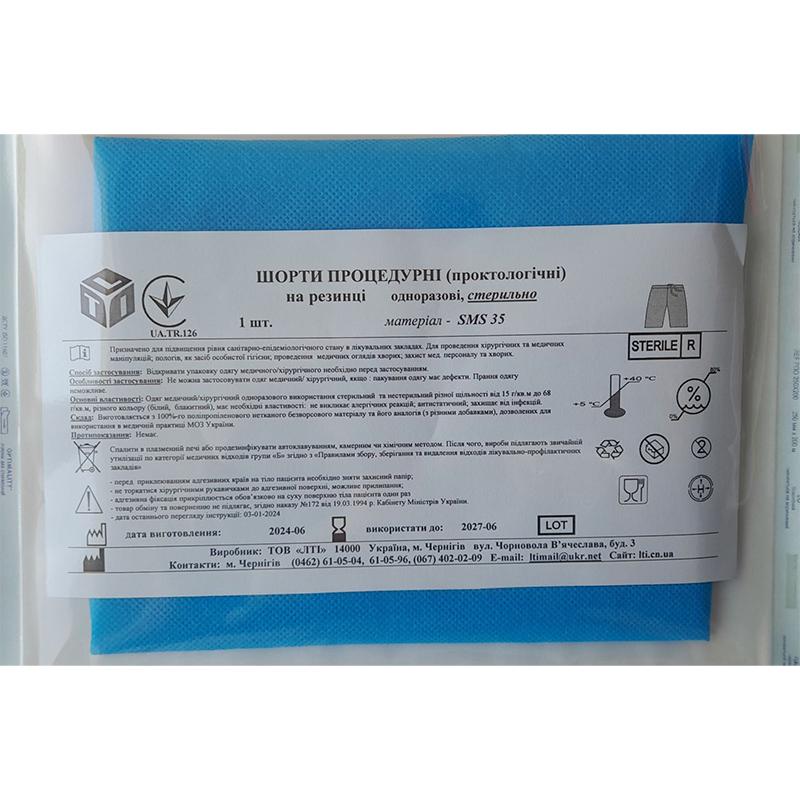 ШОРТИ ПРОЦЕДУРНІ (проктологічні)
на резинці одноразові, стерильно
1 шт. матеріал - SMS 35
ЛТІ
UA.TR.126
STERILE R
Призначено для підвищення рівня санітарно-епідеміологічного стану в лікувальних закладах. Для проведення хірургічних та медичних
маніпуляцій; пологів, як засіб особистої гігієни; проведення медичних оглядів хворих; захист мед. персоналу та хворих.
Спосіб застосування: Відкривати упаковку одягу медичного/хірургічного необхідно перед застосуванням.
Особливості застосування: Не можна застосовувати одяг медичний/ хірургічний, якщо : пакування одягу має дефекти. Прання одягу
неможливе.
Основні властивості: Одяг медичний/хірургічний одноразового використання стерильний та нестерильний різної щільності від 15 г/кв.м до 68
г/кв.м, різного кольору (білий, блакитний), має необхідні властивості: не викликає алергічних реакцій; антистатичний; захищає від інфекцій.
Склад: Виготовляється з 100%-го поліпропіленового нетканого безворсового матеріалу та його аналогів (з різними добавками), дозволених для
використання в медичній практиці МОЗ України.
Протипоказання: Немає.
+5 °C
+40 °C
80%
%
0%
Спалити в плазменній печі або продезинфікувати автоклавуванням, камерним чи хімічним методом. Після чого, вироби підлягають звичайній
утилізації по категорії медичних відходів групи «Б» згідно з «Правилами збору, зберігання та видалення відходів лікувально-профілактичних
закладів»
2
- перед приклеюванням адгезивних краів на тіло пацієнта необхідно зняти захисний папір;
- не торкатися хірургічними рукавичками до адгезивної поверхні, можливе прилипання;
- адгезивна фіксація прикріплюється обов'язково на суху поверхню тіла пацієнта один раз
- товар обміну та поверненню не підлягає, згідно наказу №172 від 19.03.1994 р. Кабінету Міністрів України.
- дата останнього перегляду інструкції: 03-01-2024
дата виготовлення: 2024-06 використати до: 2027-06 LOT
Виробник: ТОВ «ЛТІ» 14000 Україна, м. Чернігів вул. Чорновола В'ячеслава, буд. 3
Контакти: м. Чернігів (0462) 61-05-04, 61-05-96, (067) 402-02-09 E-mail: ltimail@ukr.net Сайт: lti.cn.ua